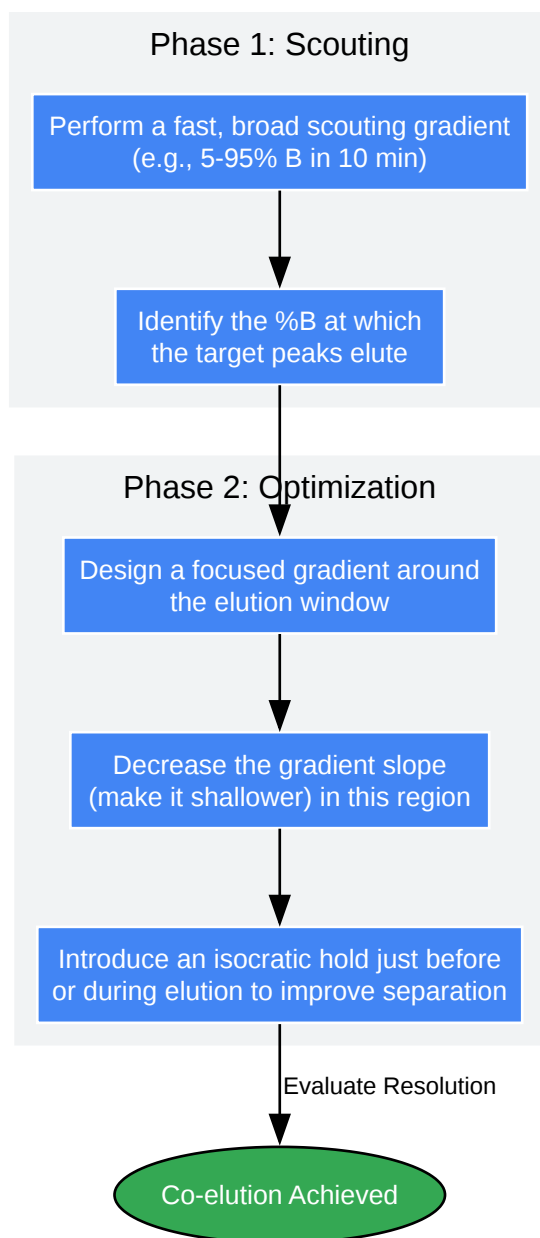 Phase 1: Scouting
Perform a fast, broad scouting gradient
(e.g., 5-95% B in 10 min)
Identify the %B at which
the target peaks elute
Phase 2: Optimization
Design a focused gradient around
the elution window
Decrease the gradient slope
(make it shallower) in this region
Introduce an isocratic hold just before
or during elution to improve separation
Evaluate Resolution
Co-elution Achieved